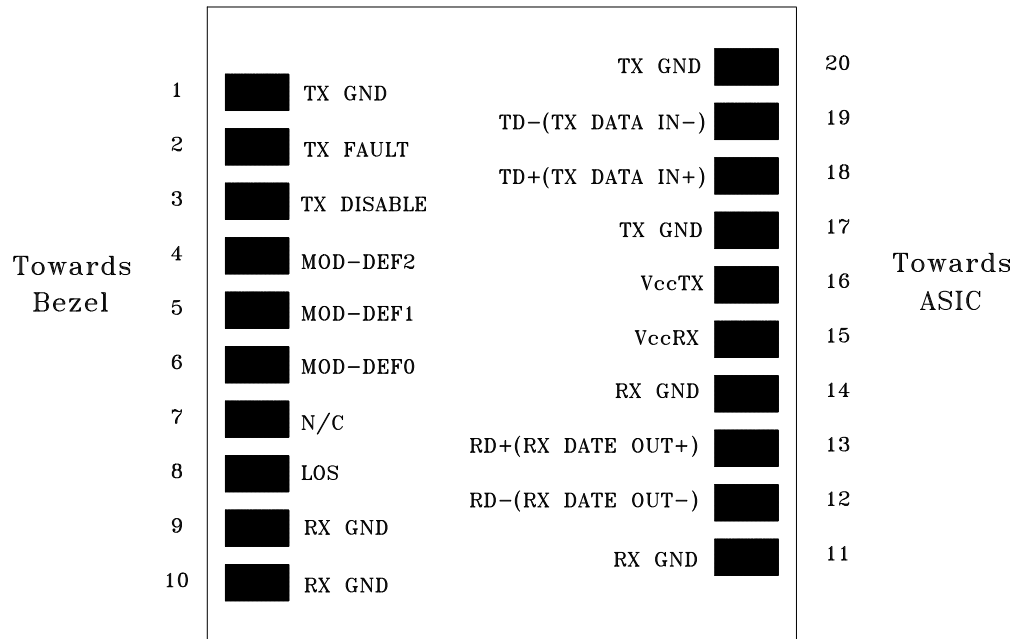 1 TX GND
2 TX FAULT
3 TX DISABLE
4 MOD-DEF2
5 MOD-DEF1
6 MOD-DEF0
7 N/C
8 LOS
9 RX GND
10 RX GND
Towards
Bezel
TX GND 20
TD-(TX DATA IN-) 19
TD+(TX DATA IN+) 18
TX GND 17
VccTX 16
VccRX 15
RX GND 14
RD+(RX DATE OUT+) 13
RD-(RX DATE OUT-) 12
RX GND 11
Towards
ASIC